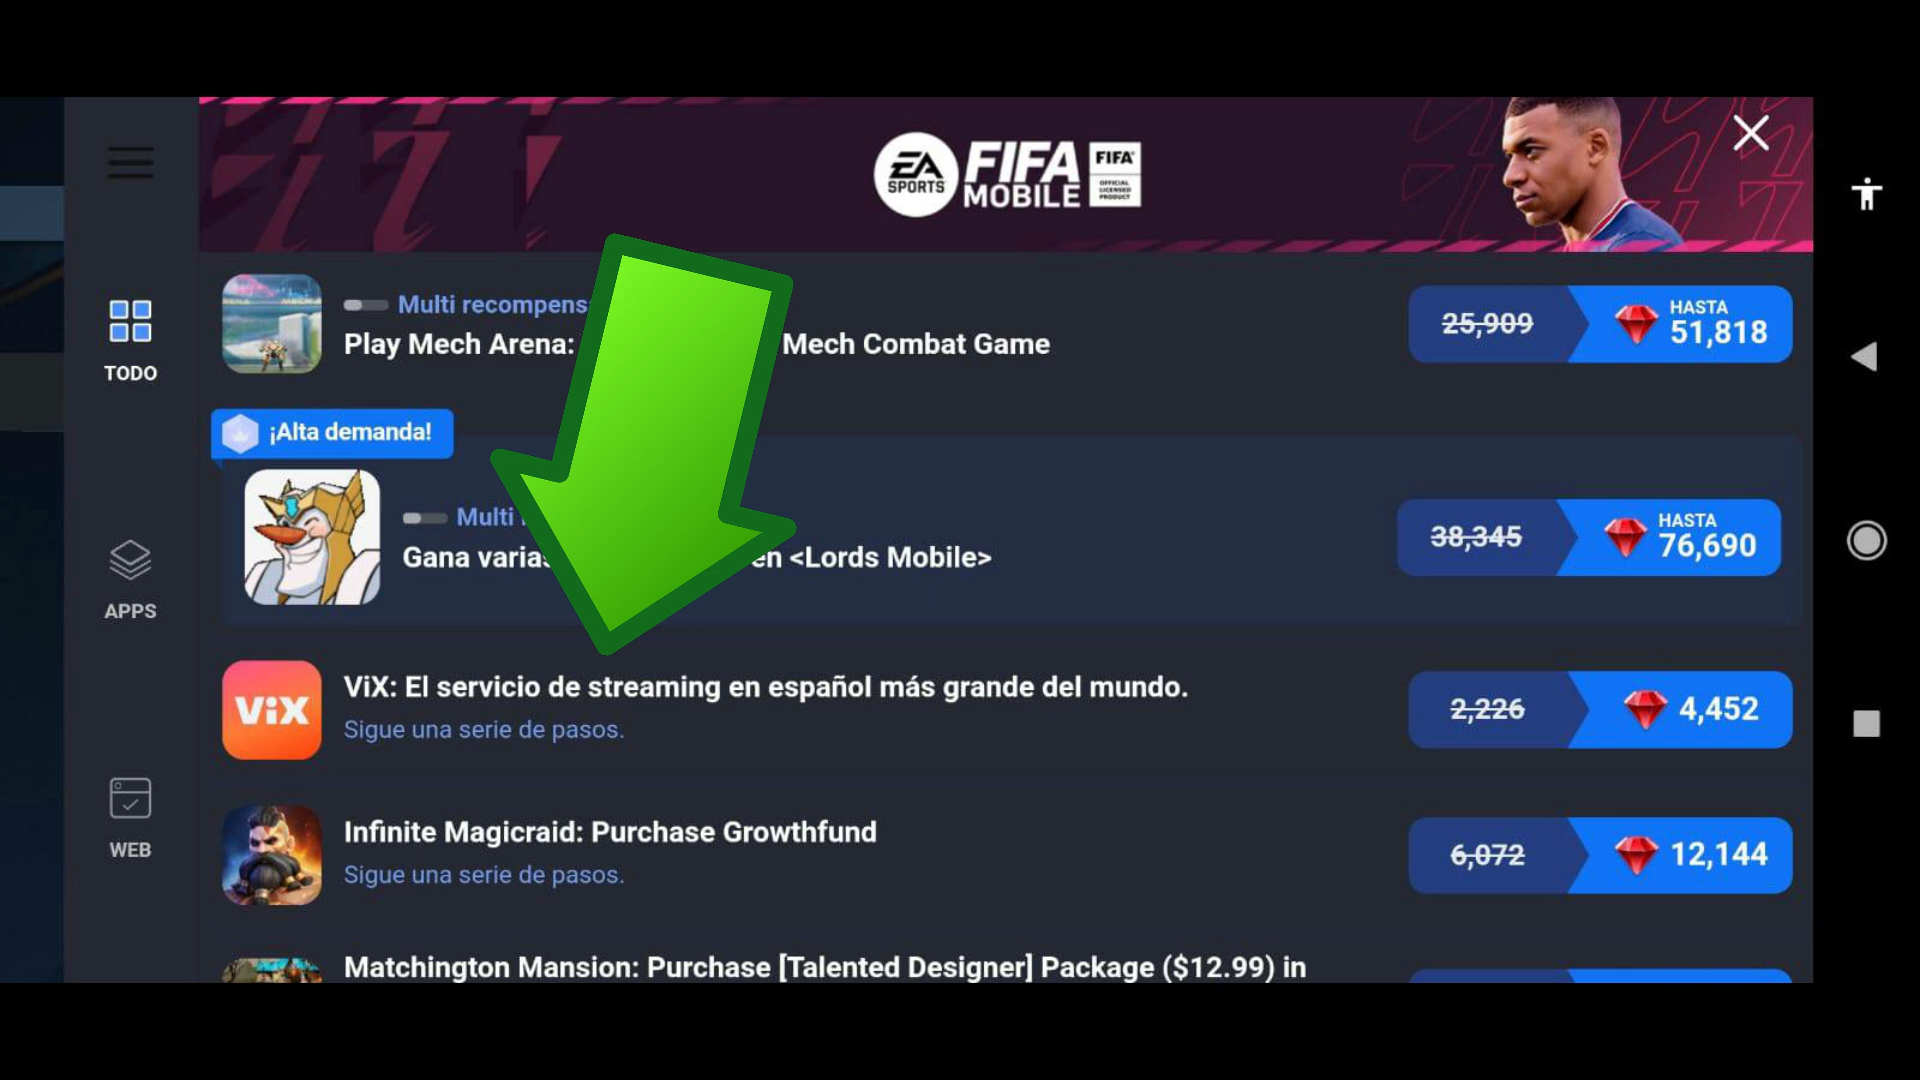 EA SPORTS
FIFA MOBILE
FIFA
OFFICIAL LICENSED PRODUCT
Multi recompens
Play Mech Arena: Mech Combat Game
25,909
HASTA
51,818
TODO
¡Alta demanda!
Multi
Gana varia en <Lords Mobile>
38,345
HASTA
76,690
APPS
ViX
ViX: El servicio de streaming en español más grande del mundo.
Sigue una serie de pasos.
2,226
4,452
WEB
Infinite Magicraid: Purchase Growthfund
Sigue una serie de pasos.
6,072
12,144
Matchington Mansion: Purchase [Talented Designer] Package ($12.99) in